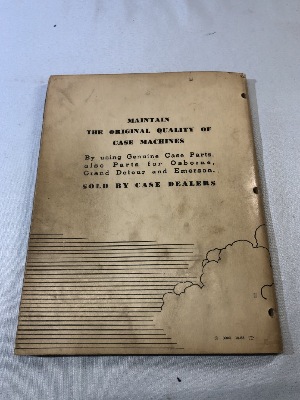 MAINTAIN
THE ORIGINAL QUALITY OF
CASE MACHINES
By using Genuine Case Parts,
also Parts for Osborne,
Grand Detour and Emerson.
SOLD BY CASE DEALERS